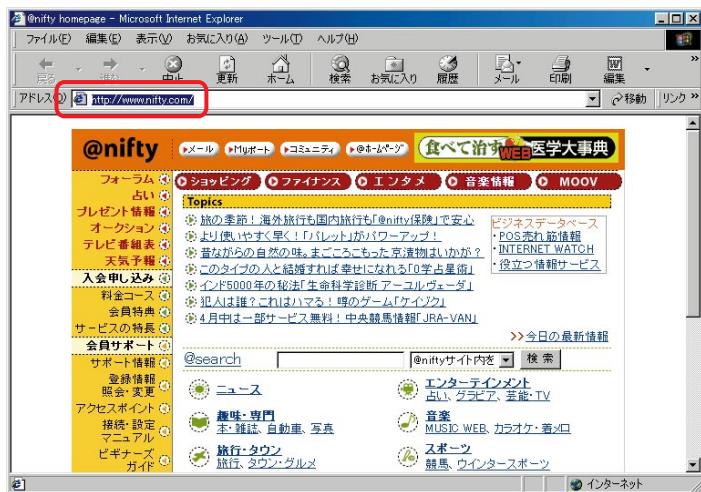 @nifty homepage - Microsoft Internet Explorer
ファイル(F) 編集(E) 表示(V) お気に入り(A) ツール(T) ヘルプ(H)
戻る 進む 中止 更新 ホーム 検索 お気に入り 履歴 メール 印刷 編集 »
アドレス(D) http://www.nifty.com/ 移動 リンク »
@nifty メール Myポート コミュニティ @ホームページ 食べて治す WEB 医学大事典
ショッピング ファイナンス エンタメ 音楽情報 MOOV
フォーラム
占い
プレゼント情報
オークション
テレビ番組表
天気予報
入会申し込み
料金コース
会員特典
サービスの特長
会員サポート
サポート情報
登録情報
照会・変更
アクセスポイント
接続・設定
マニュアル
ビギナーズ
ガイド
Topics
旅の季節!海外旅行も国内旅行も「@nifty保険」で安心
より使いやすく早く!「パレット」がパワーアップ!
昔ながらの自然の味。まごころこもった京漬物はいかが?
このタイプの人と結婚すれば幸せになれる「0学占星術」
インド5000年の秘法「生命科学診断 アーユルヴェーダ」
犯人は誰?これはハマる!噂のゲーム「ケイゾク」
4月中は一部サービス無料!中央競馬情報「JRA-VAN」
ビジネスデータベース
・POS売れ筋情報
・INTERNET WATCH
・役立つ情報サービス
>>今日の最新情報
@search @niftyサイト内を 検索
ニュース
エンターテインメント
占い、グラビア、芸能・TV
趣味・専門
本・雑誌、自動車、写真
音楽
MUSIC WEB、カラオケ・着メロ
旅行・タウン
旅行、タウン・グルメ
スポーツ
競馬、ウインタースポーツ
インターネット